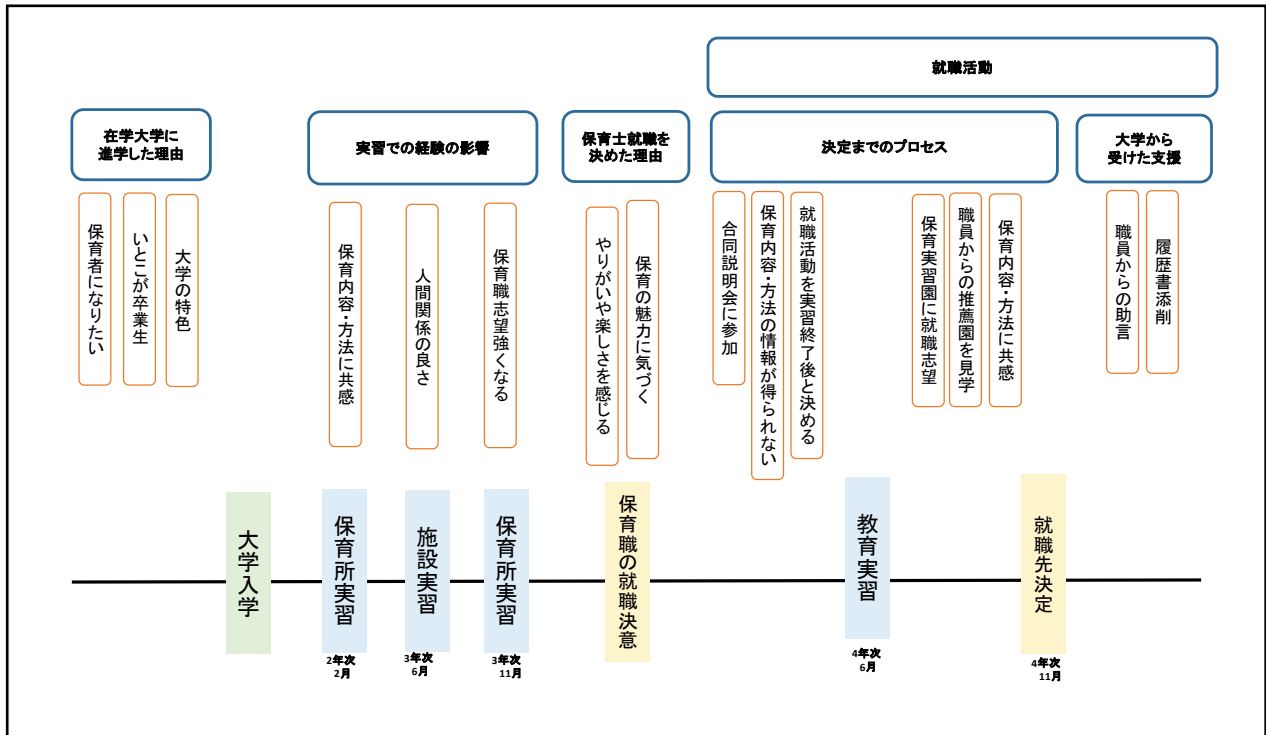 就職活動
在学大学に
進学した理由
実習での経験の影響
保育士就職を
決めた理由
決定までのプロセス
大学から
受けた支援
保育者になりたい
いとこが卒業生
大学の特色
保育内容・方法に共感
人間関係の良さ
保育職志望強くなる
やりがいや楽しさを感じる
保育の魅力に気づく
合同説明会に参加
保育内容・方法の情報が得られない
就職活動を実習終了後と決める
保育実習園に就職志望
職員からの推薦園を見学
保育内容・方法に共感
職員からの助言
履歴書添削
大学入学
保育所実習
施設実習
保育所実習
保育職の就職決意
教育実習
就職先決定
2年次
2月
3年次
6月
3年次
11月
4年次
6月
4年次
11月